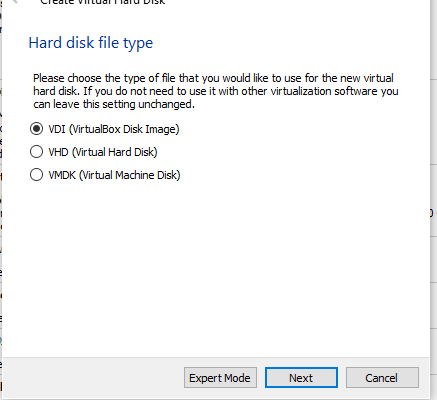 Create Virtual Hard Disk
Hard disk file type
Please choose the type of file that you would like to use for the new virtual
hard disk. If you do not need to use it with other virtualization software you
can leave this setting unchanged.
VDI (VirtualBox Disk Image)
VHD (Virtual Hard Disk)
VMDK (Virtual Machine Disk)
Expert Mode
Next
Cancel